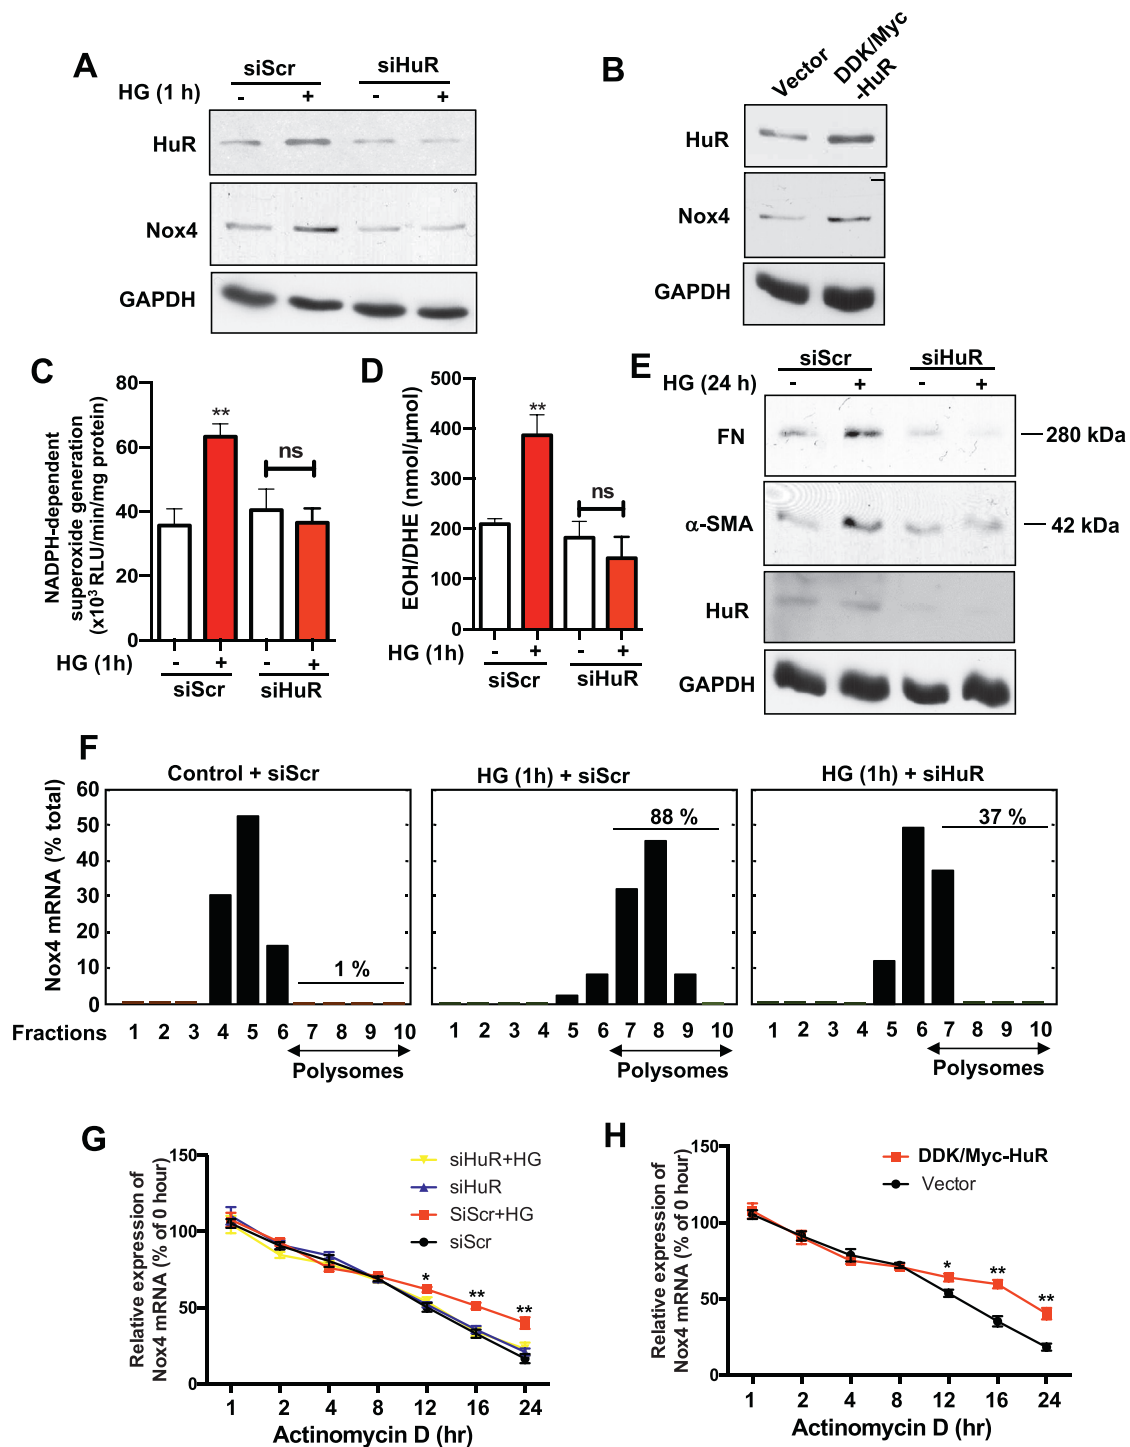 A
siScr siHuR
HG (1 h) - + - +
HuR
Nox4
GAPDH
B
Vector
DDK/Myc
-HuR
HuR
Nox4
GAPDH
C
NADPH-dependent
superoxide generation
(x10³ RLU/min/mg protein)
80
60
40
20
0
**
ns
HG (1h) - + - +
siScr siHuR
D
EOH/DHE (nmol/µmol)
500
400
300
200
100
0
**
ns
HG (1h) - + - +
siScr siHuR
E
siScr siHuR
HG (24 h) - + - +
FN 280 kDa
α-SMA 42 kDa
HuR
GAPDH
F
Control + siScr HG (1h) + siScr HG (1h) + siHuR
Nox4 mRNA (% total)
60
50
40
30
20
10
0
1 %
88 %
37 %
Fractions 1 2 3 4 5 6 7 8 9 10 1 2 3 4 5 6 7 8 9 10 1 2 3 4 5 6 7 8 9 10
Polysomes Polysomes Polysomes
G
Relative expression of
Nox4 mRNA (% of 0 hour)
150
100
50
0
siHuR+HG
siHuR
SiScr+HG
siScr
* ** **
1 2 4 8 12 16 24
Actinomycin D (hr)
H
Relative expression of
Nox4 mRNA (% of 0 hour)
150
100
50
0
DDK/Myc-HuR
Vector
* ** **
1 2 4 8 12 16 24
Actinomycin D (hr)